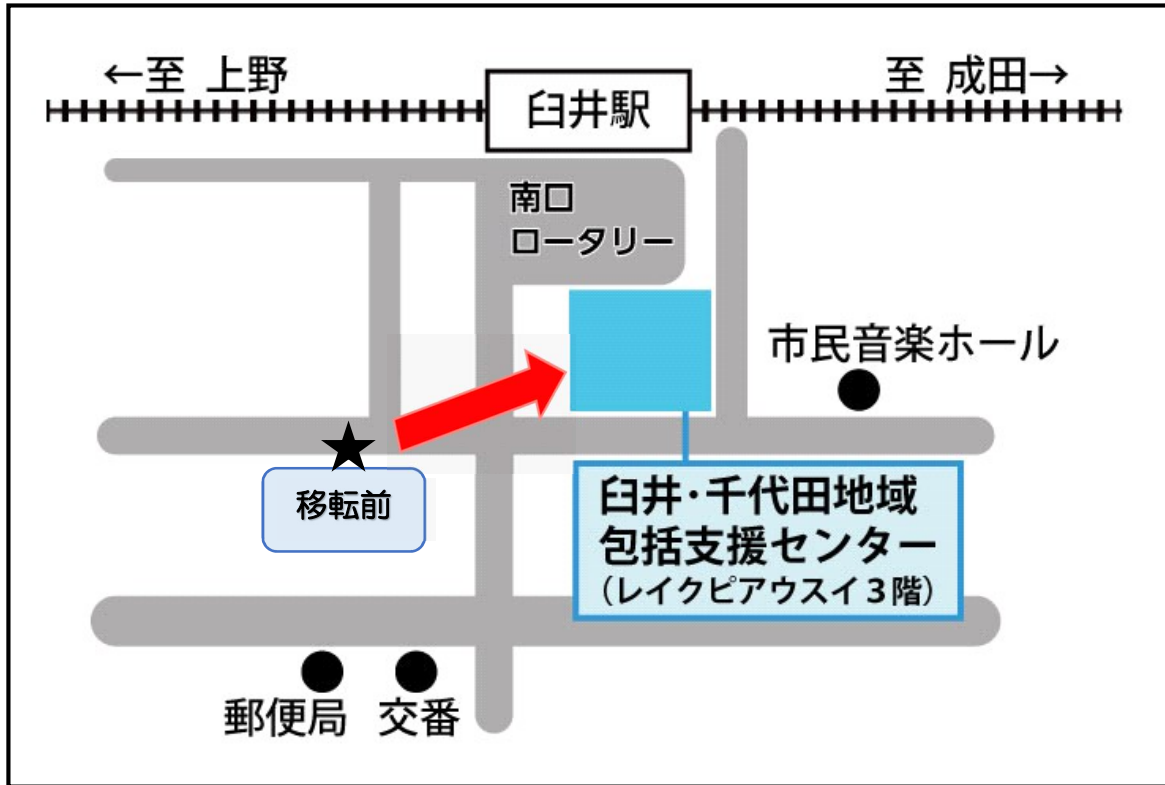 ←至 上野
臼井駅
至 成田→
南口
ロータリー
市民音楽ホール
移転前
臼井・千代田地域
包括支援センター
（レイクピアウスイ３階）
郵便局
交番